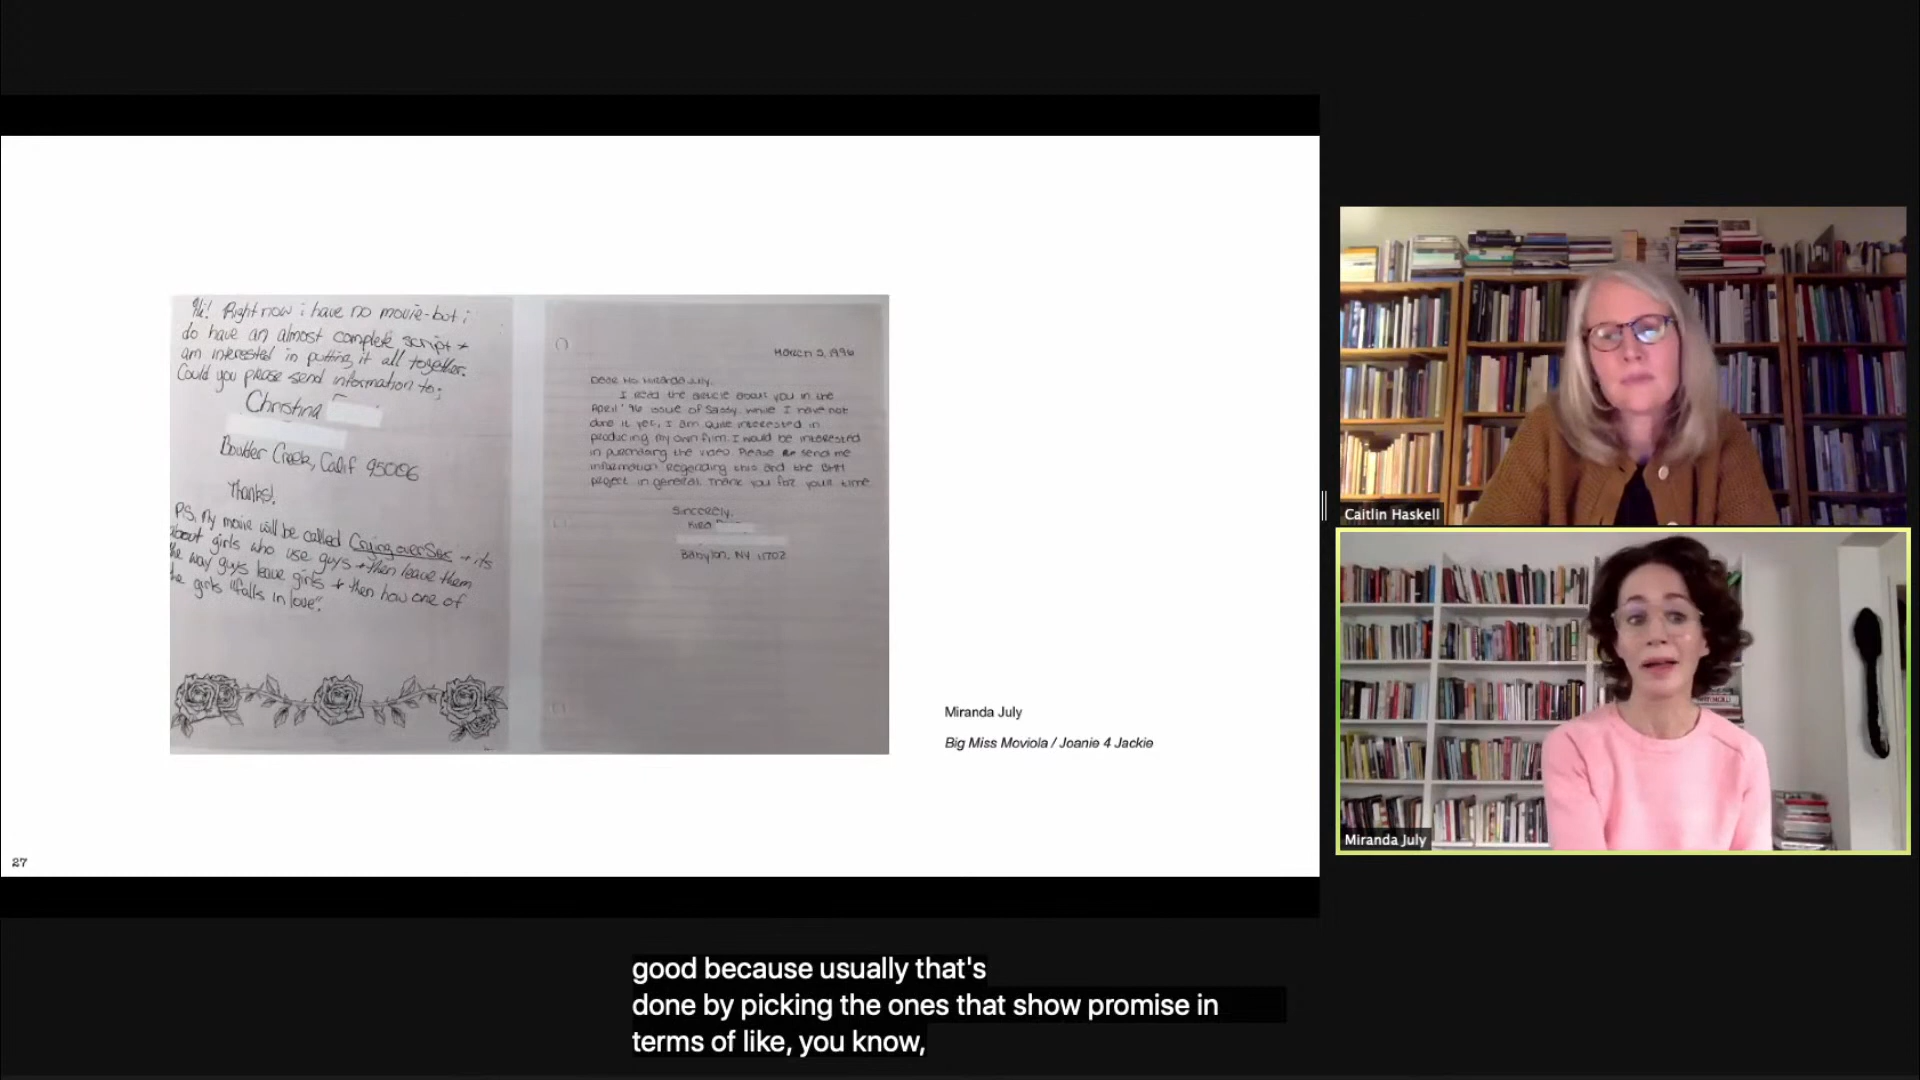 Hi! Right now i have no movie-but i
do have an almost complete script +
am interested in putting it all together.
Could you please send information to;
Christina
Boulder Creek, Calif 95006
Thanks!
P.S. My movie will be called Crying over Sex + its
about girls who use guys + then leave them
the way guys leave girls + then how one of
the girls "falls in love".
March 5, 1996
Dear Ms. Miranda July,
I read the article about you in the
April '96 issue of Sassy. While I have not
done it yet, I am quite interested in
producing my own film. I would be interested
in purchasing the video. Please send me
information regarding this and the BMM
project in general. Thank you for your time
Sincerely,
Kira
Babylon, NY 11702
Miranda July
Big Miss Moviola / Joanie 4 Jackie
27
Caitlin Haskell
Miranda July
good because usually that's
done by picking the ones that show promise in
terms of like, you know,